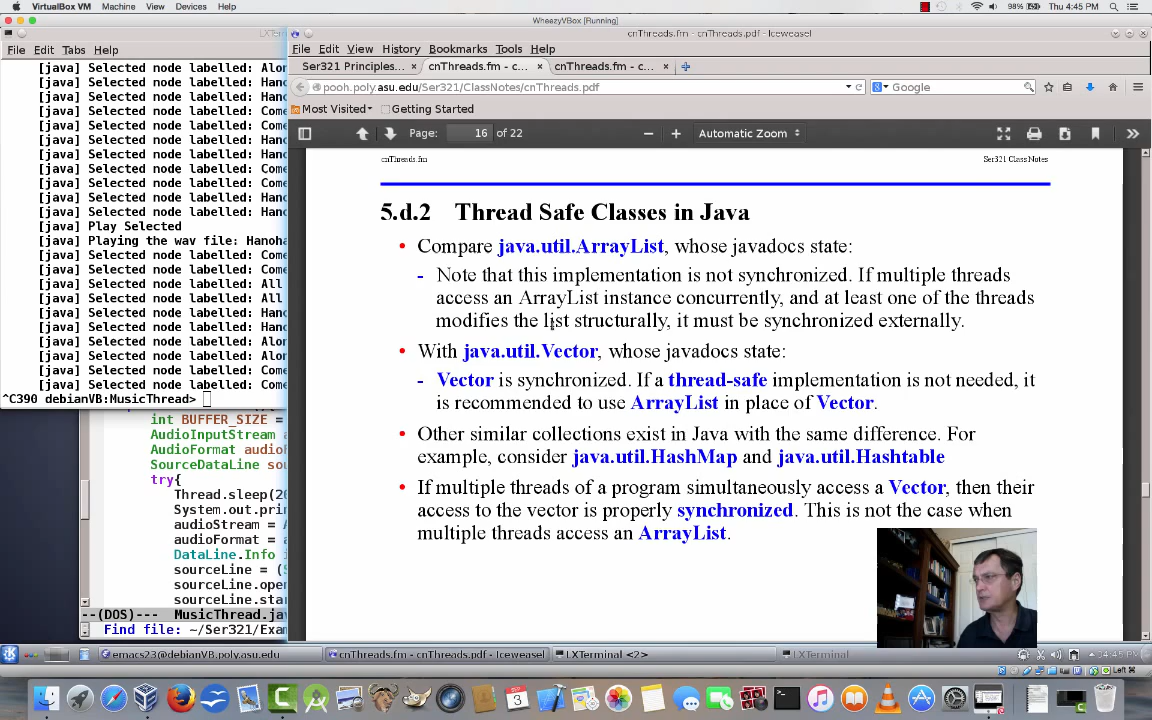 VirtualBox VM Machine View Devices Help
98% Thu 4:45 PM
WheezyVBox [Running]
cnThreads.fm - cnThreads.pdf - Iceweasel
File Edit Tabs Help
[java] Selected node labelled: Alon
[java] Selected node labelled: Hanc
[java] Selected node labelled: Hanc
[java] Selected node labelled: Come
[java] Selected node labelled: Come
[java] Selected node labelled: Hanc
[java] Selected node labelled: Hanc
[java] Selected node labelled: Come
[java] Selected node labelled: Hanc
[java] Selected node labelled: Hanc
[java] Selected node labelled: Hanc
[java] Play Selected
[java] Playing the wav file: Hanoha
[java] Selected node labelled: Come
[java] Selected node labelled: Come
[java] Selected node labelled: All
[java] Selected node labelled: All
[java] Selected node labelled: Hanc
[java] Selected node labelled: Hanc
[java] Selected node labelled: Alon
[java] Selected node labelled: Alon
[java] Selected node labelled: Come
[java] Selected node labelled: Come
^C390 debianVB:MusicThread>
int BUFFER_SIZE =
AudioInputStream
AudioFormat audioF
SourceDataLine sou
try{
Thread.sleep(20
System.out.prin
audioStream = A
audioFormat =
DataLine.Info i
sourceLine = (S
sourceLine.open
sourceLine.star
--(DOS)--- MusicThread.ja
Find file: ~/Ser321/Exa
File Edit View History Bookmarks Tools Help
Ser321 Principles... × cnThreads.fm - c... × cnThreads.fm - c... ×
pooh.poly.asu.edu/Ser321/ClassNotes/cnThreads.pdf
Google
Most Visited Getting Started
Page: 16 of 22 Automatic Zoom
cnThreads.fm Ser321 Class Notes
5.d.2 Thread Safe Classes in Java
• Compare java.util.ArrayList, whose javadocs state:
- Note that this implementation is not synchronized. If multiple threads
access an ArrayList instance concurrently, and at least one of the threads
modifies the list structurally, it must be synchronized externally.
• With java.util.Vector, whose javadocs state:
- Vector is synchronized. If a thread-safe implementation is not needed, it
is recommended to use ArrayList in place of Vector.
• Other similar collections exist in Java with the same difference. For
example, consider java.util.HashMap and java.util.Hashtable
• If multiple threads of a program simultaneously access a Vector, then their
access to the vector is properly synchronized. This is not the case when
multiple threads access an ArrayList.
emacs23@debianVB.poly.asu.edu cnThreads.fm - cnThreads.pdf - Iceweasel LXTerminal <2> LXTerminal 04:45 PM
Left ⌘
SEP
3